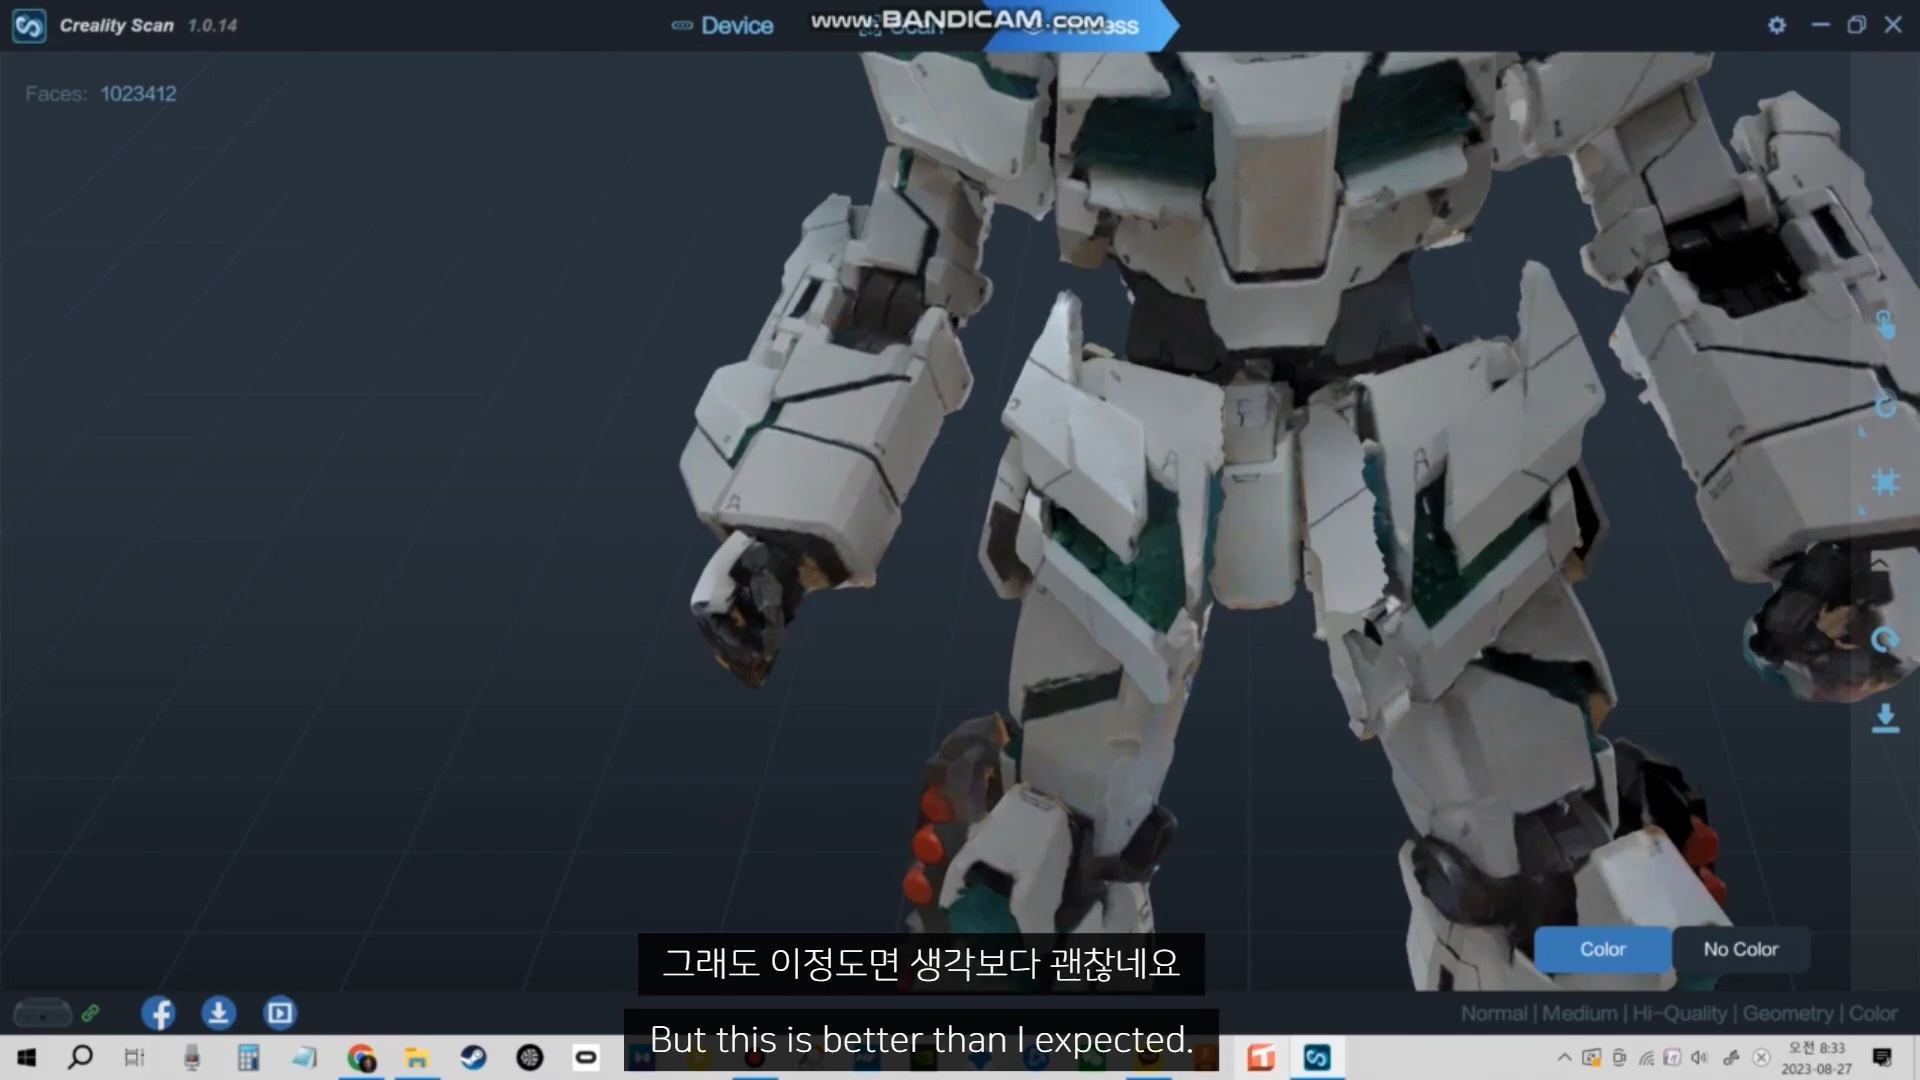 Creality Scan 1.0.14
Device
www.BANDICAM.com
Scan
Process
Faces: 1023412
Color
No Color
그래도 이정도면 생각보다 괜찮네요
Normal | Medium | Hi-Quality | Geometry | Color
But this is better than I expected.
오전 8:33
2023-08-27